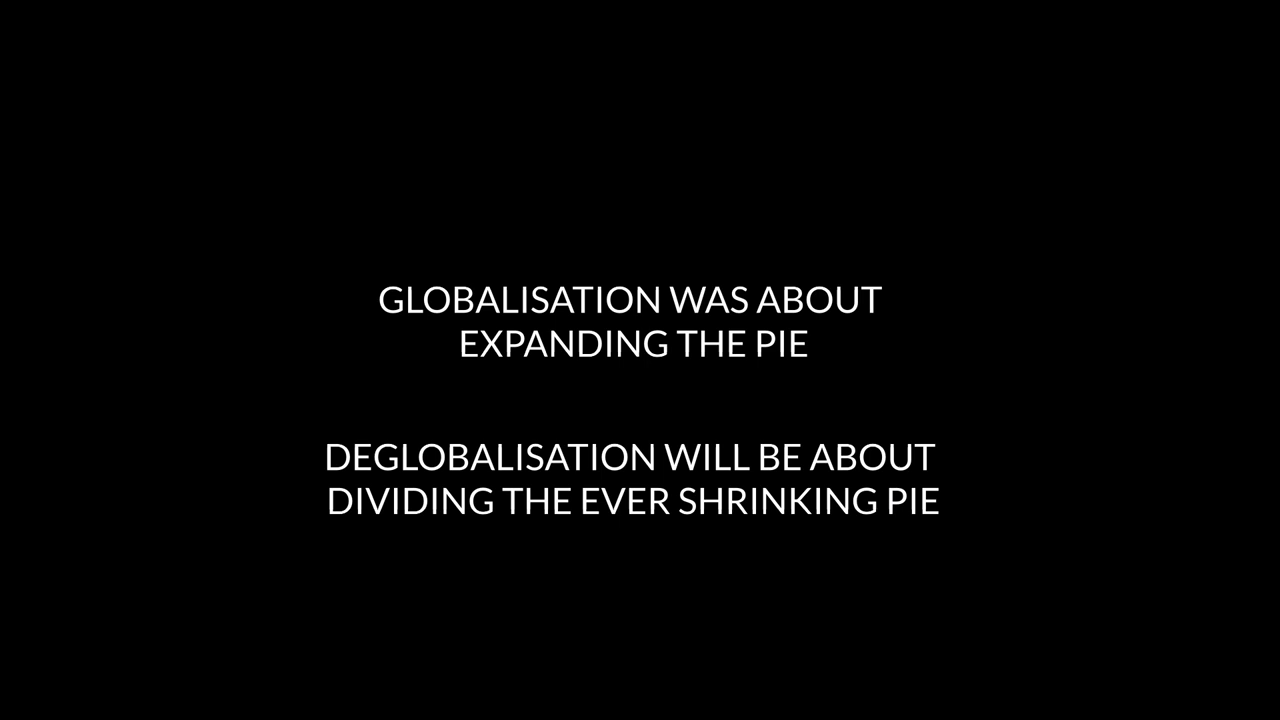 GLOBALISATION WAS ABOUT
EXPANDING THE PIE
DEGLOBALISATION WILL BE ABOUT
DIVIDING THE EVER SHRINKING PIE